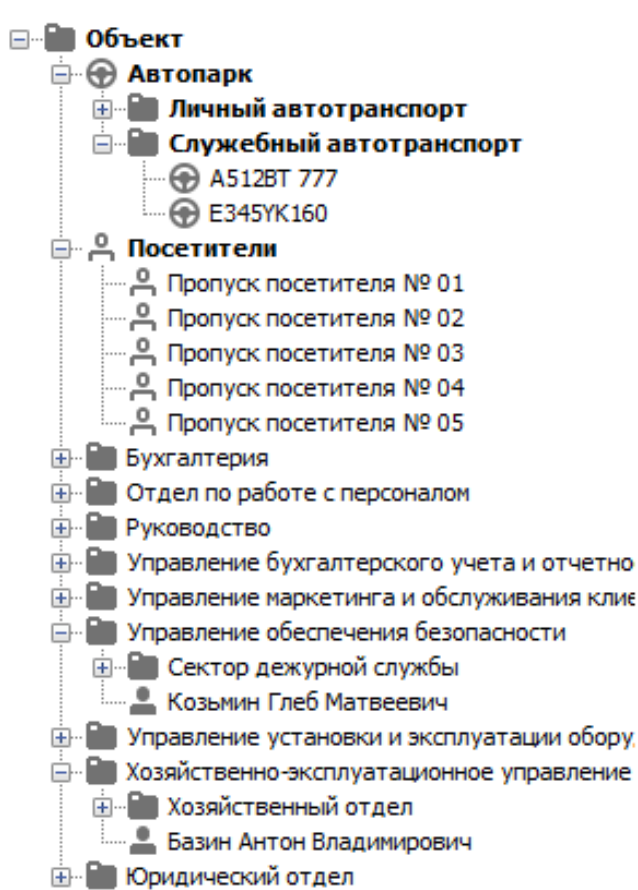 Объект
Автопарк
Личный автотранспорт
Служебный автотранспорт
A512BT 777
E345YK160
Посетители
Пропуск посетителя № 01
Пропуск посетителя № 02
Пропуск посетителя № 03
Пропуск посетителя № 04
Пропуск посетителя № 05
Бухгалтерия
Отдел по работе с персоналом
Руководство
Управление бухгалтерского учета и отчетно
Управление маркетинга и обслуживания клие
Управление обеспечения безопасности
Сектор дежурной службы
Козьмин Глеб Матвеевич
Управление установки и эксплуатации обору
Хозяйственно-эксплуатационное управление
Хозяйственный отдел
Базин Антон Владимирович
Юридический отдел